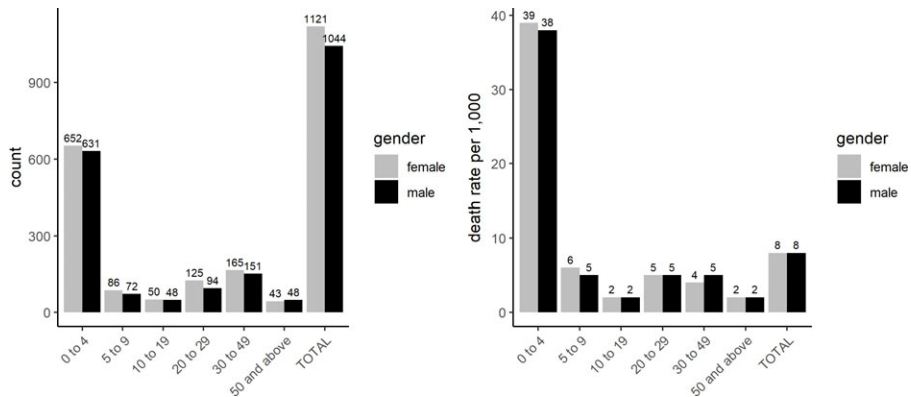 1121
1044
900
652
631
600
count
300
165
151
125
94
86
72
50
48
43
48
0
0 to 4
5 to 9
10 to 19
20 to 29
30 to 49
50 and above
TOTAL
gender
female
male
40
39
38
30
death rate per 1,000
20
10
8
8
6
5
5
5
4
5
2
2
2
2
0
0 to 4
5 to 9
10 to 19
20 to 29
30 to 49
50 and above
TOTAL
gender
female
male